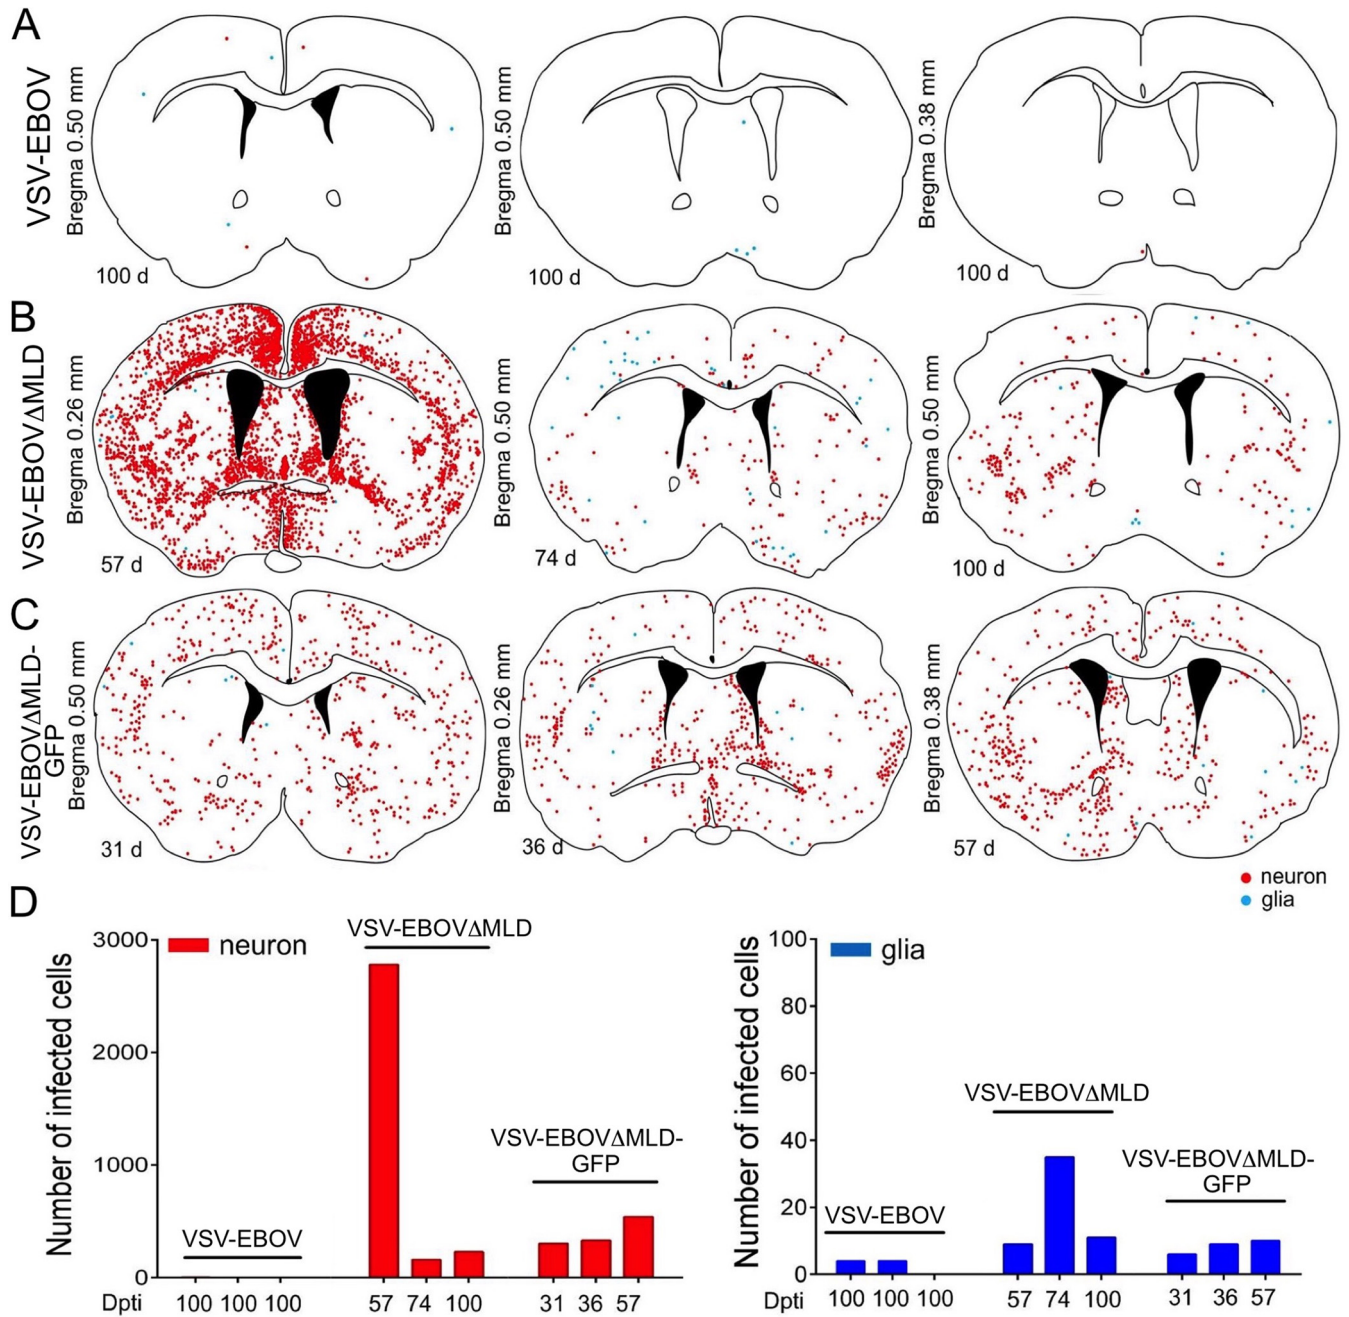 A
VSV-EBOV
Bregma 0.50 mm
100 d
Bregma 0.50 mm
100 d
Bregma 0.38 mm
100 d
B
VSV-EBOVΔMLD
Bregma 0.26 mm
57 d
Bregma 0.50 mm
74 d
Bregma 0.50 mm
100 d
C
VSV-EBOVΔMLD-
GFP
Bregma 0.50 mm
31 d
Bregma 0.26 mm
36 d
Bregma 0.38 mm
57 d
neuron
glia
D
Number of infected cells
3000
2000
1000
0
neuron
VSV-EBOV
VSV-EBOVΔMLD
VSV-EBOVΔMLD-
GFP
Dpti 100 100 100 57 74 100 31 36 57
Number of infected cells
100
80
60
40
20
0
glia
VSV-EBOV
VSV-EBOVΔMLD
VSV-EBOVΔMLD-
GFP
Dpti 100 100 100 57 74 100 31 36 57